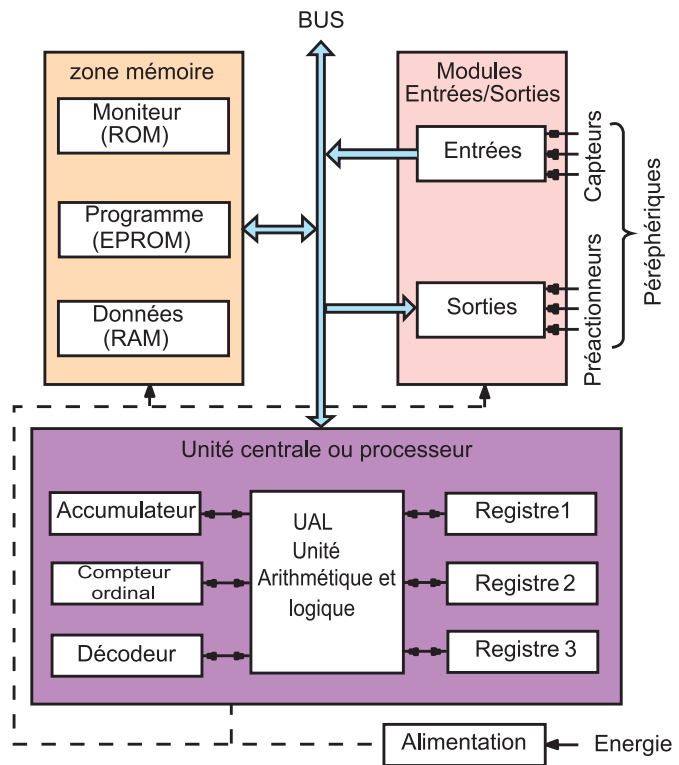 BUS
zone mémoire
Moniteur
(ROM)
Programme
(EPROM)
Données
(RAM)
Modules
Entrées/Sorties
Entrées
Sorties
Capteurs
Préactionneurs
Péréphériques
Unité centrale ou processeur
Accumulateur
Compteur
ordinal
Décodeur
UAL
Unité
Arithmétique et
logique
Registre1
Registre 2
Registre 3
Alimentation
Energie